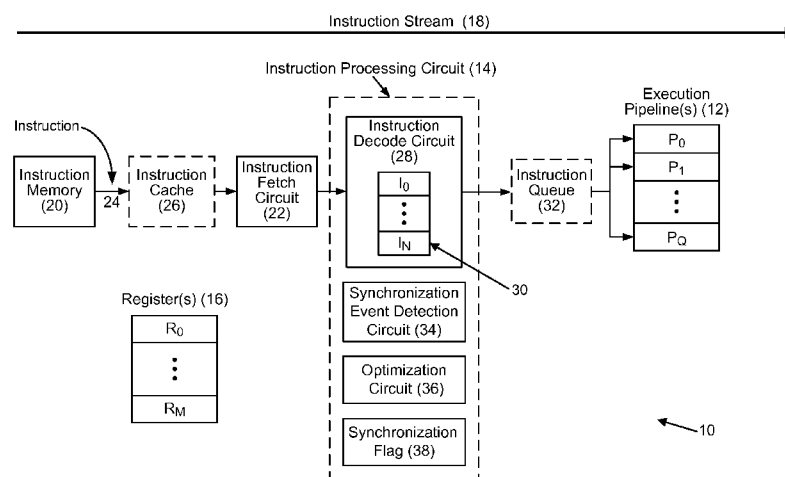 Instruction Stream (18)
Instruction Processing Circuit (14)
Execution
Pipeline(s) (12)
Instruction
Instruction
Memory
(20)
24
Instruction
Cache
(26)
Instruction
Fetch
Circuit
(22)
Instruction
Decode Circuit
(28)
I0
IN
30
Instruction
Queue
(32)
P0
P1
PQ
Register(s) (16)
R0
RM
Synchronization
Event Detection
Circuit (34)
Optimization
Circuit (36)
Synchronization
Flag (38)
10